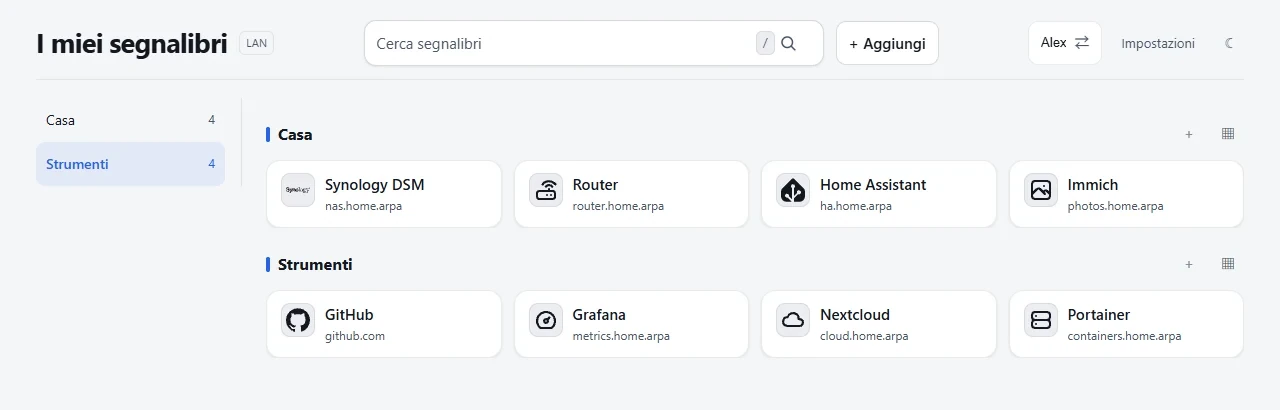 I miei segnalibri LAN
Cerca segnalibri /
+ Aggiungi
Alex
Impostazioni
Casa 4
Strumenti 4
Casa
+
Synology
Synology DSM
nas.home.arpa
Router
router.home.arpa
Home Assistant
ha.home.arpa
Immich
photos.home.arpa
Strumenti
+
GitHub
github.com
Grafana
metrics.home.arpa
Nextcloud
cloud.home.arpa
Portainer
containers.home.arpa